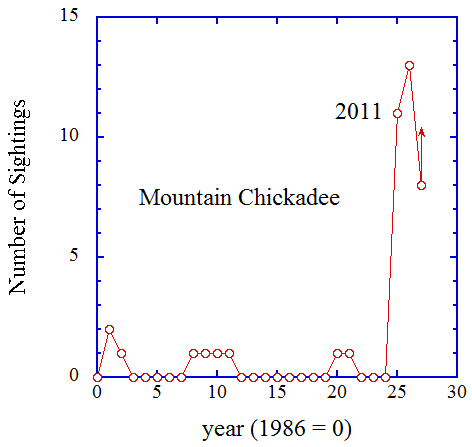 15
10
5
0
Number of Sightings
2011
Mountain Chickadee
0 5 10 15 20 25 30
year (1986 = 0)